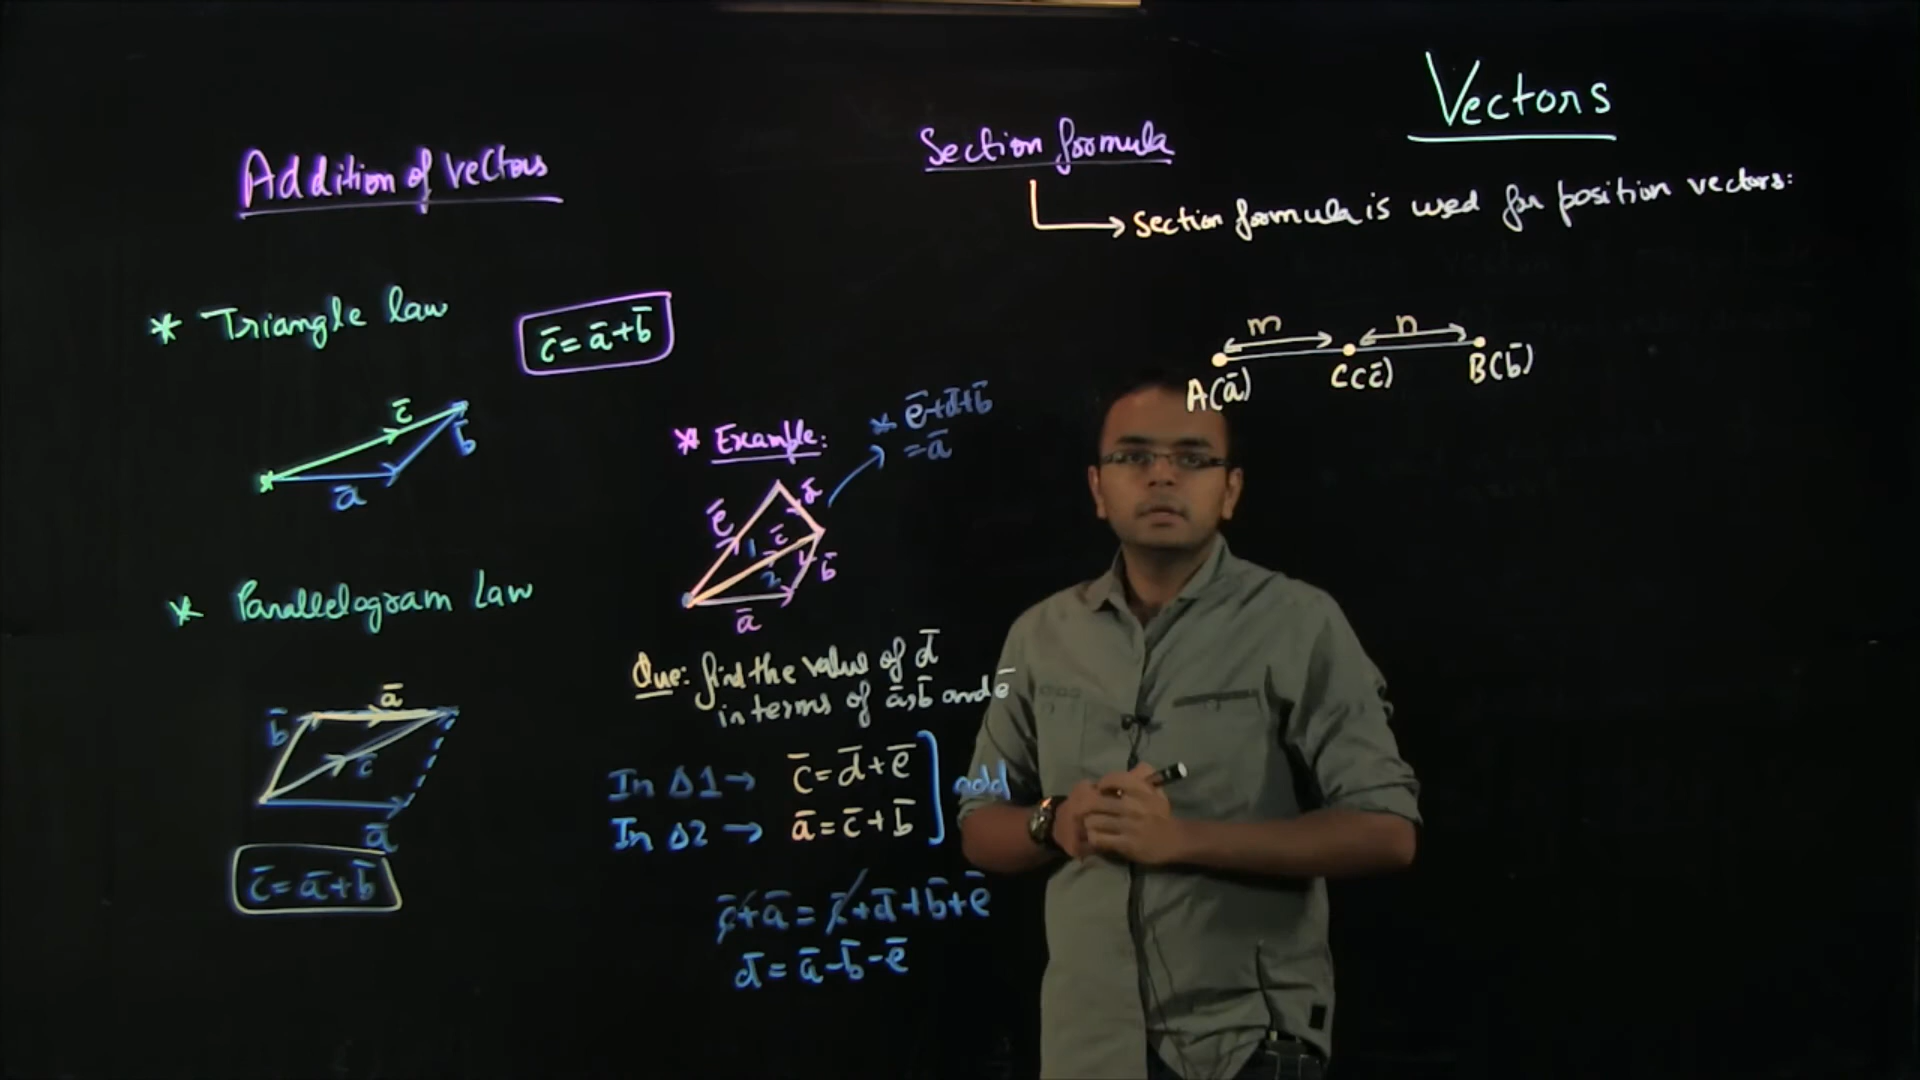 Vectors
Addition of vectors
* Triangle law
c̄ = ā + b̄
c̄
b̄
ā
* Parallelogram Law
ā
b̄
c̄
ā
c̄ = ā + b̄
* Example:
* ē + d̄ + b̄
= ā
d̄
ē
c̄
1
2
b̄
ā
Que: find the value of d̄
in terms of ā, b̄ and ē
In Δ1 → c̄ = d̄ + ē
In Δ2 → ā = c̄ + b̄
add
c̄ + ā = c̄ + d̄ + b̄ + ē
d̄ = ā - b̄ - ē
Section formula
→ Section formula is used for position vectors:
m n
A(ā) C(c̄) B(b̄)